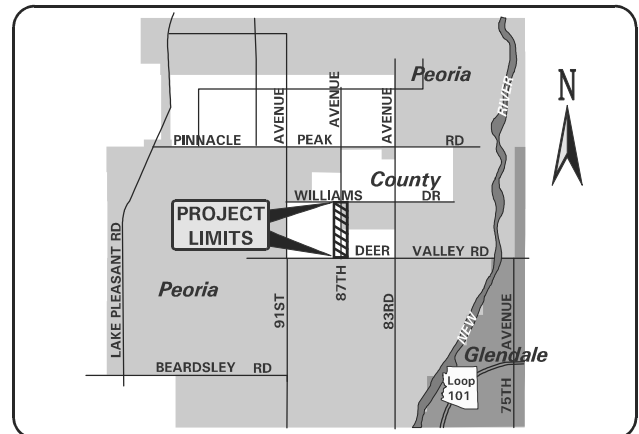 Peoria
N
RIVER
AVENUE
AVENUE
AVENUE
PINNACLE PEAK RD
County
WILLIAMS DR
PROJECT
LIMITS
DEER VALLEY RD
LAKE PLEASANT RD
Peoria
91ST
87TH
83RD
NEW
Glendale
75TH AVENUE
Loop
101
BEARDSLEY RD